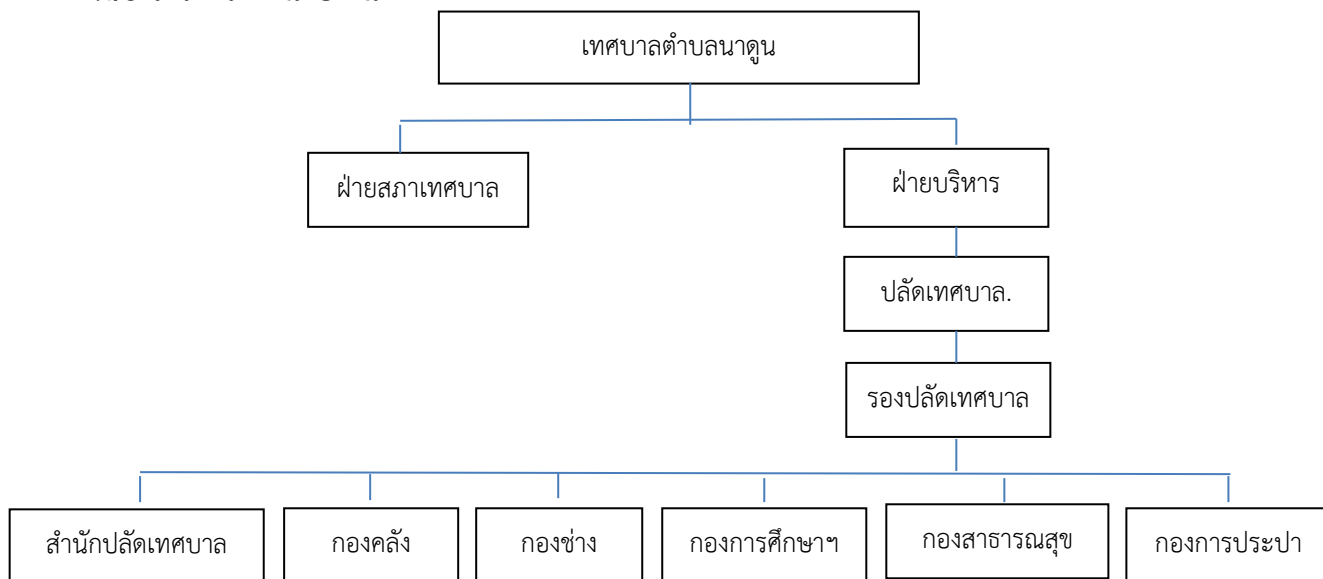 เทศบาลตำบลนาดูน
ฝ่ายสภาเทศบาล
ฝ่ายบริหาร
ปลัดเทศบาล.
รองปลัดเทศบาล
สำนักปลัดเทศบาล
กองคลัง
กองช่าง
กองการศึกษาฯ
กองสาธารณสุข
กองการประปา